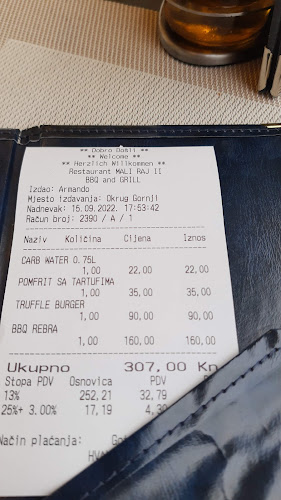 ** Dobro Došli **
** Welcome **
** Herzlich Willkommen **
Restaurant MALI RAJ II
BBQ and GRILL
Izdao: Armando
Mjesto izdavanja: Okrug Gornji
Nadnevak: 15.09.2022. 17:53:42
Račun broj: 2390 / A / 1
Naziv Količina Cijena Iznos
CARB WATER 0.75L
1,00 22,00 22,00
POMFRIT SA TARTUFIMA
1,00 35,00 35,00
TRUFFLE BURGER
1,00 90,00 90,00
BBQ REBRA
1,00 160,00 160,00
Ukupno 307,00 Kn
Stopa PDV Osnovica PDV
13% 252,21 32,79
25%+ 3.00% 17,19 4,30
Način plaćanja: